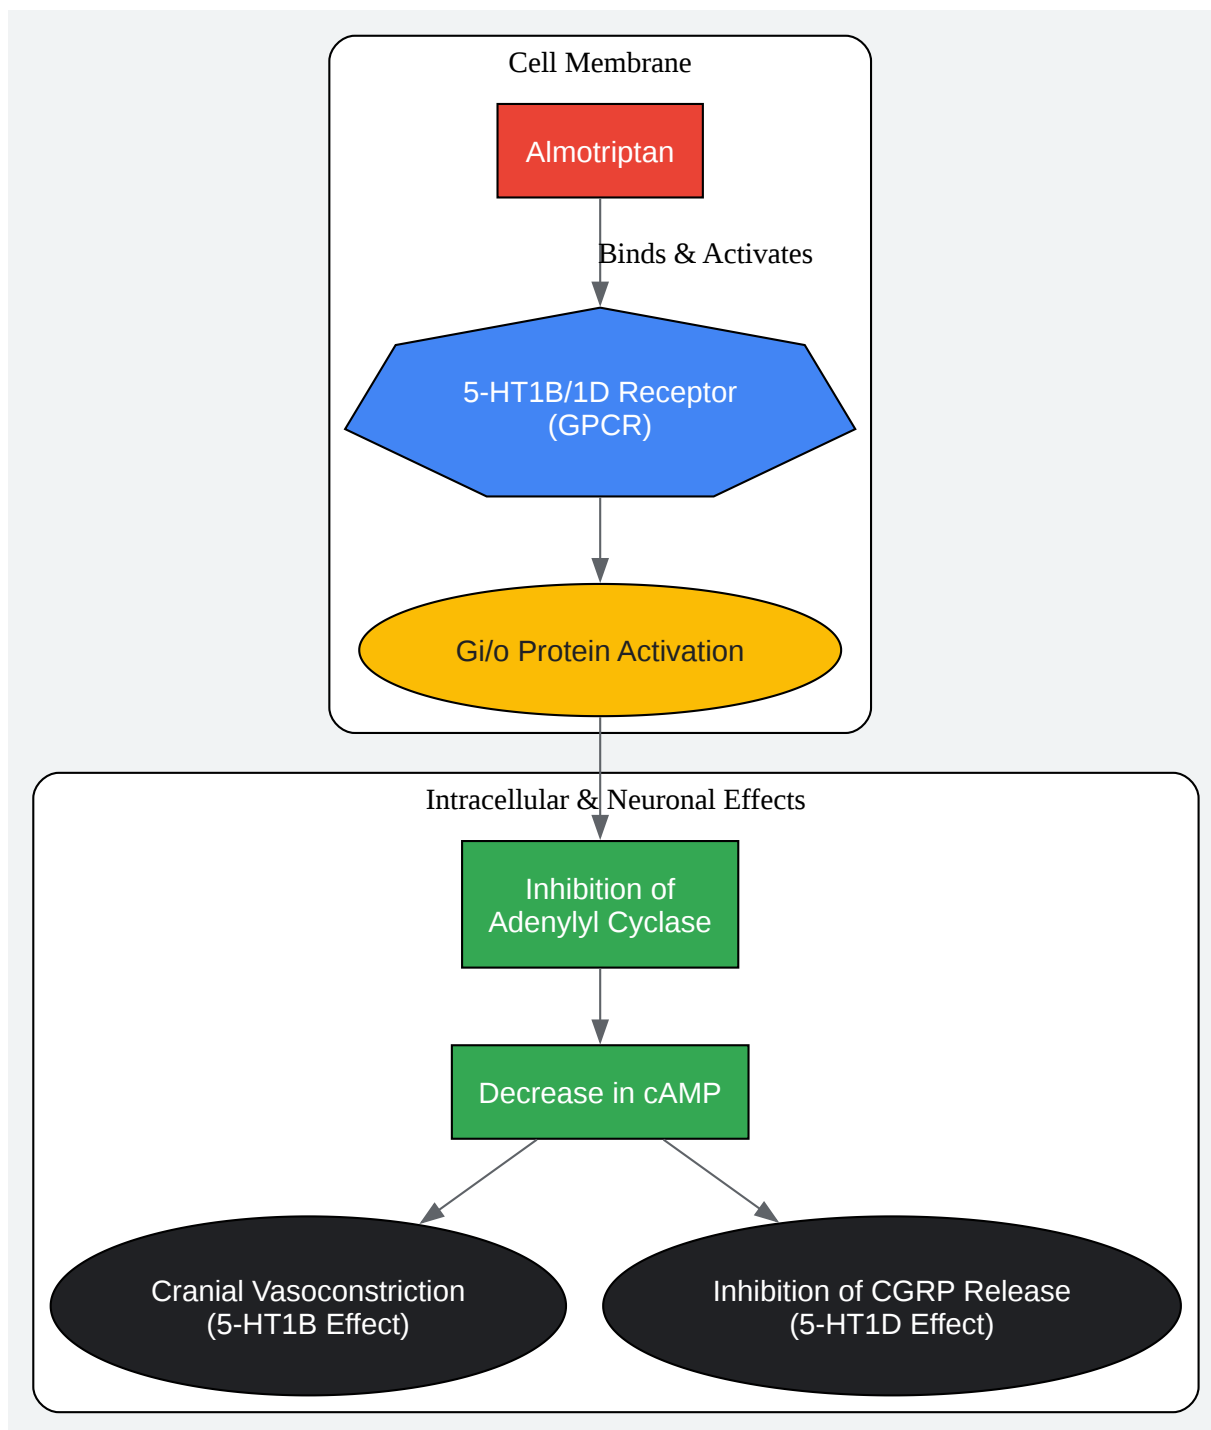 Cell Membrane
Almotriptan
Binds & Activates
5-HT1B/1D Receptor
(GPCR)
Gi/o Protein Activation
Intracellular & Neuronal Effects
Inhibition of
Adenylyl Cyclase
Decrease in cAMP
Cranial Vasoconstriction
(5-HT1B Effect)
Inhibition of CGRP Release
(5-HT1D Effect)